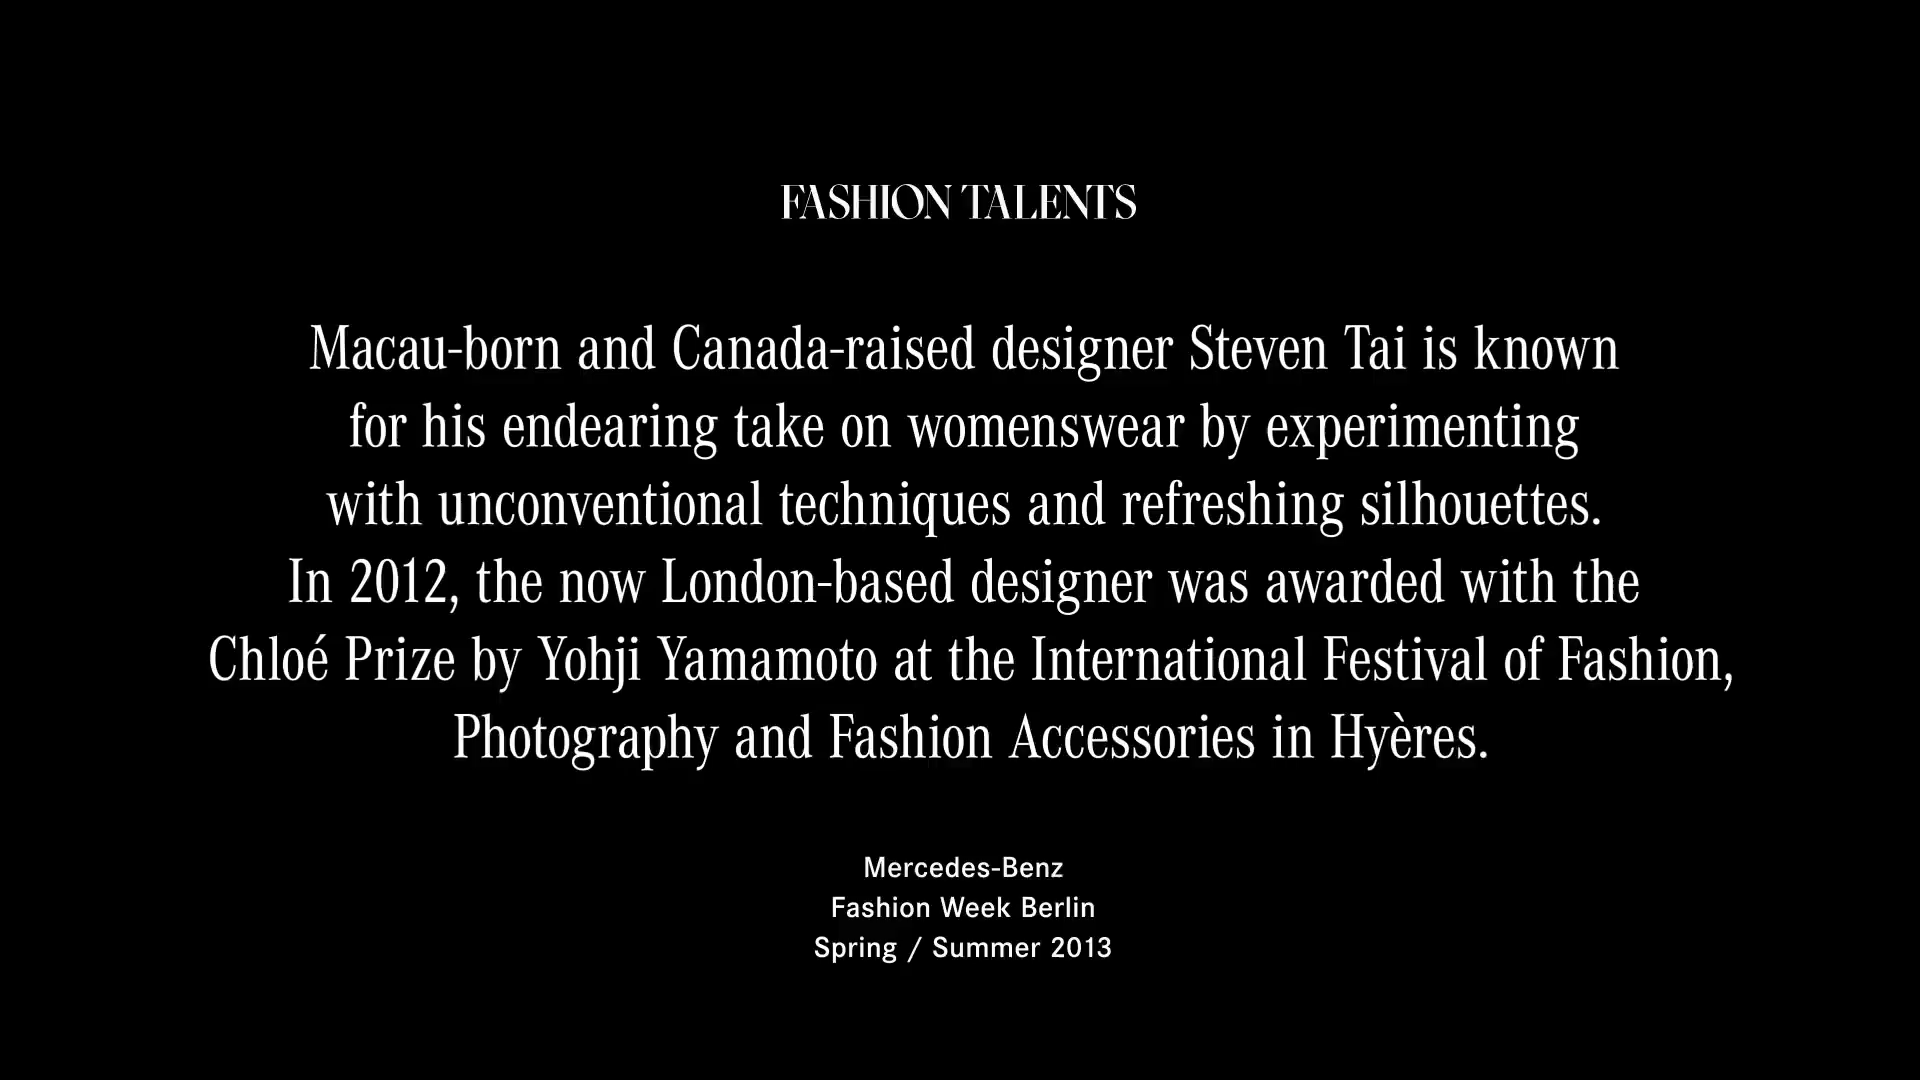 FASHION TALENTS
Macau-born and Canada-raised designer Steven Tai is known
for his endearing take on womenswear by experimenting
with unconventional techniques and refreshing silhouettes.
In 2012, the now London-based designer was awarded with the
Chloé Prize by Yohji Yamamoto at the International Festival of Fashion,
Photography and Fashion Accessories in Hyères.
Mercedes-Benz
Fashion Week Berlin
Spring / Summer 2013